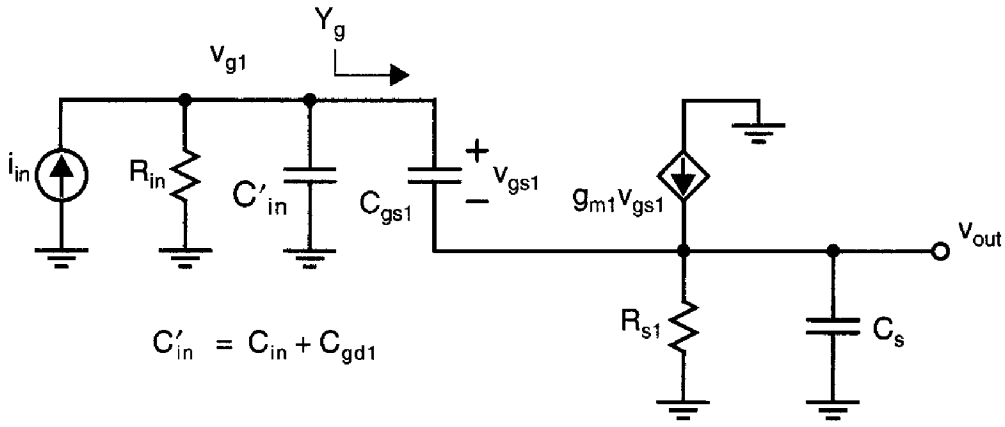 Y_g
v_g1
i_in
R_in
C'_in
C_gs1
+
v_gs1
−
g_m1v_gs1
v_out
R_s1
C_s
C'_in = C_in + C_gd1